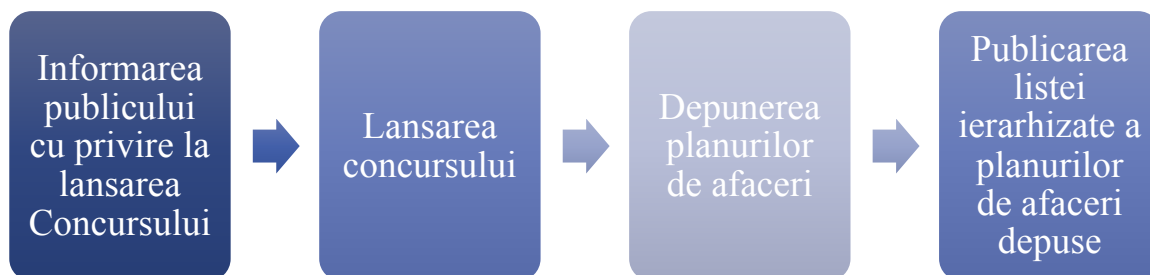 Informarea
publicului
cu privire la
lansarea
Concursului
Lansarea
concursului
Depunerea
planurilor
de afaceri
Publicarea
listei
ierarhizate a
planurilor
de afaceri
depuse